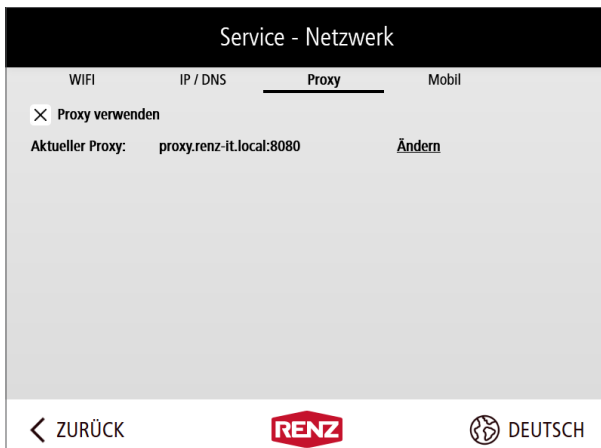 Service - Netzwerk
WIFI IP / DNS Proxy Mobil
Proxy verwenden
Aktueller Proxy: proxy.renz-it.local:8080 Ändern
ZURÜCK RENZ DEUTSCH